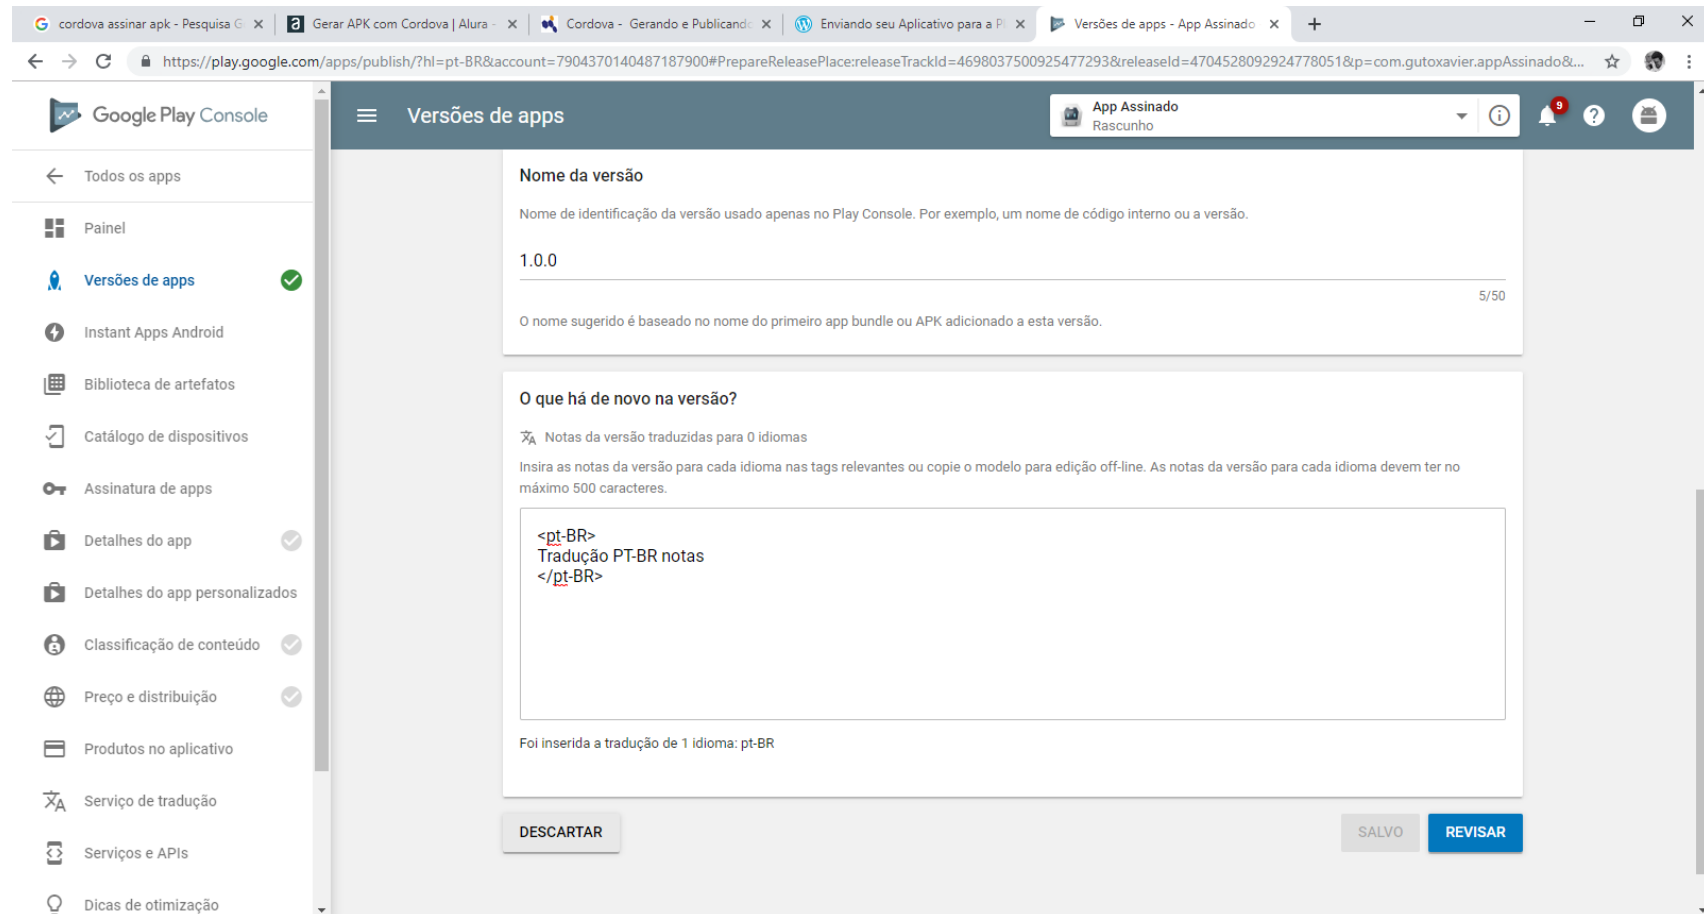 cordova assinar apk - Pesquisa G
Gerar APK com Cordova | Alura -
Cordova - Gerando e Publicando
Enviando seu Aplicativo para a Pl
Versões de apps - App Assinado
https://play.google.com/apps/publish/?hl=pt-BR&account=7904370140487187900#PrepareReleasePlace:releaseTrackId=4698037500925477293&releaseId=4704528092924778051&p=com.gutoxavier.appAssinado&...
Google Play Console
Versões de apps
App Assinado
Rascunho
9
Todos os apps
Painel
Versões de apps
Instant Apps Android
Biblioteca de artefatos
Catálogo de dispositivos
Assinatura de apps
Detalhes do app
Detalhes do app personalizados
Classificação de conteúdo
Preço e distribuição
Produtos no aplicativo
Serviço de tradução
Serviços e APIs
Dicas de otimização
Nome da versão
Nome de identificação da versão usado apenas no Play Console. Por exemplo, um nome de código interno ou a versão.
1.0.0
5/50
O nome sugerido é baseado no nome do primeiro app bundle ou APK adicionado a esta versão.
O que há de novo na versão?
Notas da versão traduzidas para 0 idiomas
Insira as notas da versão para cada idioma nas tags relevantes ou copie o modelo para edição off-line. As notas da versão para cada idioma devem ter no
máximo 500 caracteres.
<pt-BR>
Tradução PT-BR notas
</pt-BR>
Foi inserida a tradução de 1 idioma: pt-BR
DESCARTAR
SALVO
REVISAR